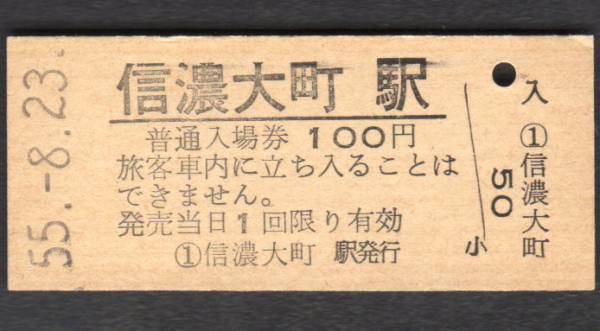 55.-8.23.
信濃大町 駅
普通入場券 100円
旅客車内に立ち入ることは
できません。
発売当日1回限り有効
①信濃大町 駅発行
入
①信濃大町
50
小